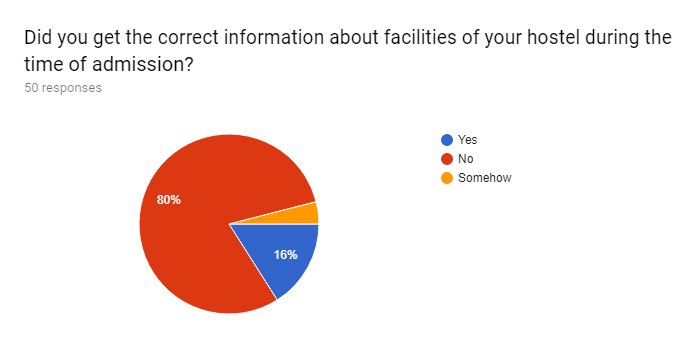 Did you get the correct information about facilities of your hostel during the
time of admission?
50 responses
Yes
No
Somehow
80%
16%